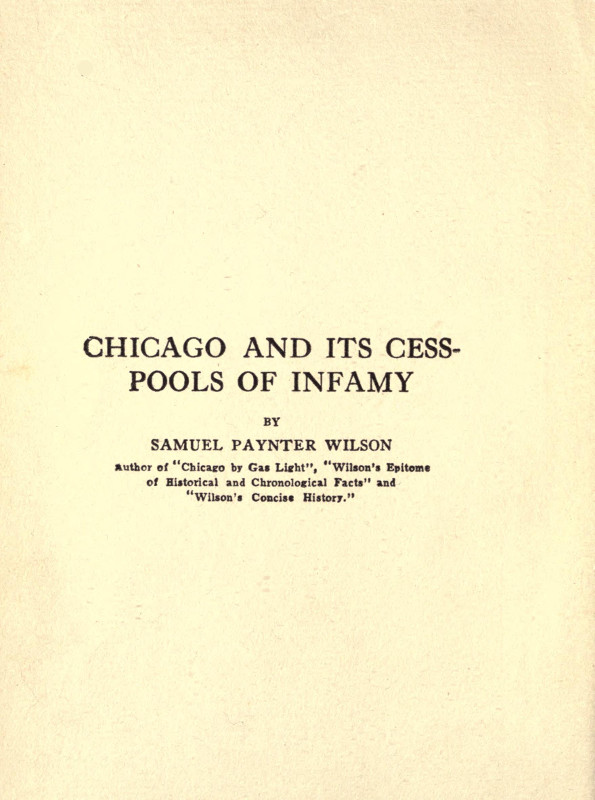 CHICAGO AND ITS CESS-
POOLS OF INFAMY
BY
SAMUEL PAYNTER WILSON
Author of "Chicago by Gas Light", "Wilson's Epitome
of Historical and Chronological Facts" and
"Wilson's Concise History."